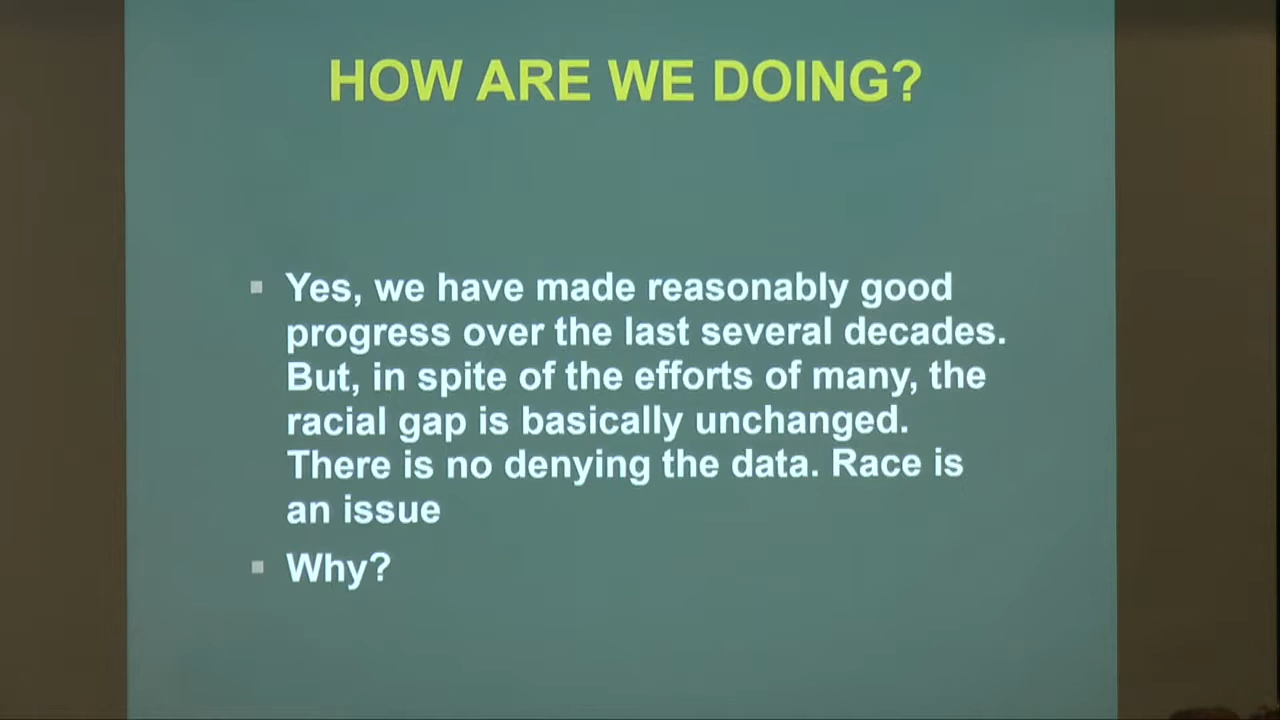 HOW ARE WE DOING?
Yes, we have made reasonably good
progress over the last several decades.
But, in spite of the efforts of many, the
racial gap is basically unchanged.
There is no denying the data. Race is
an issue
Why?